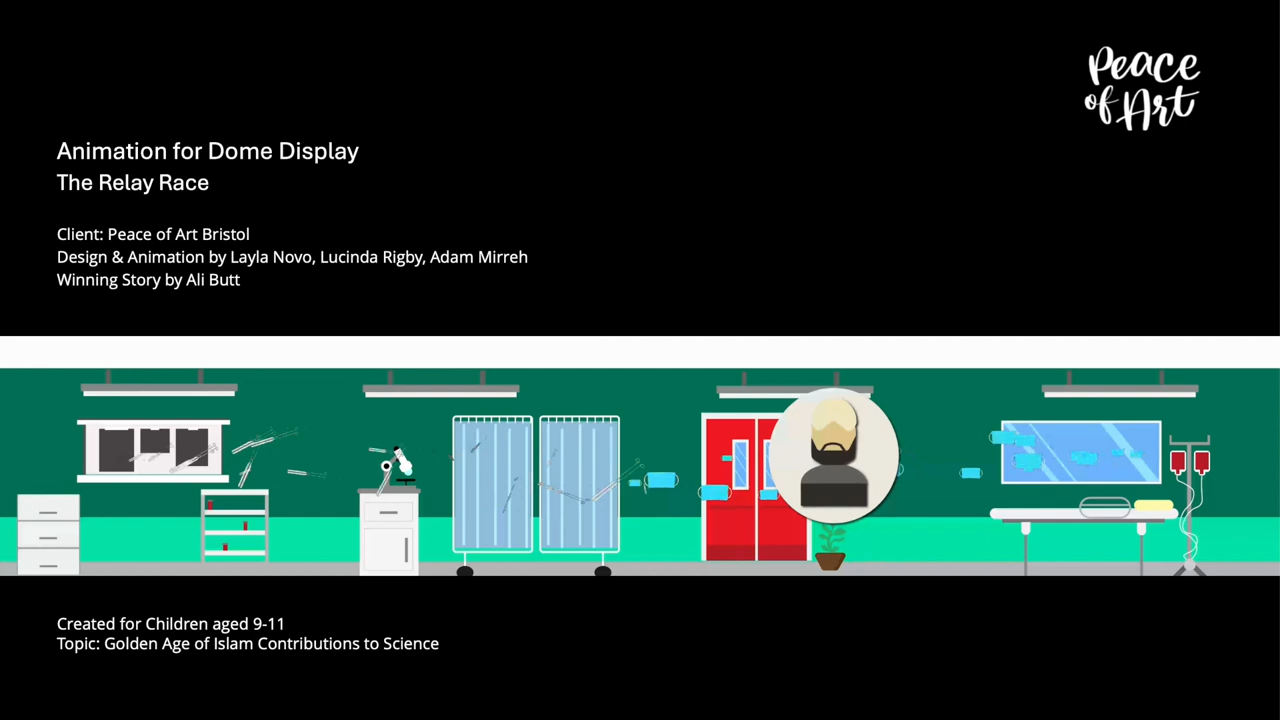 Peace
of Art
Animation for Dome Display
The Relay Race
Client: Peace of Art Bristol
Design & Animation by Layla Novo, Lucinda Rigby, Adam Mirreh
Winning Story by Ali Butt
Created for Children aged 9-11
Topic: Golden Age of Islam Contributions to Science